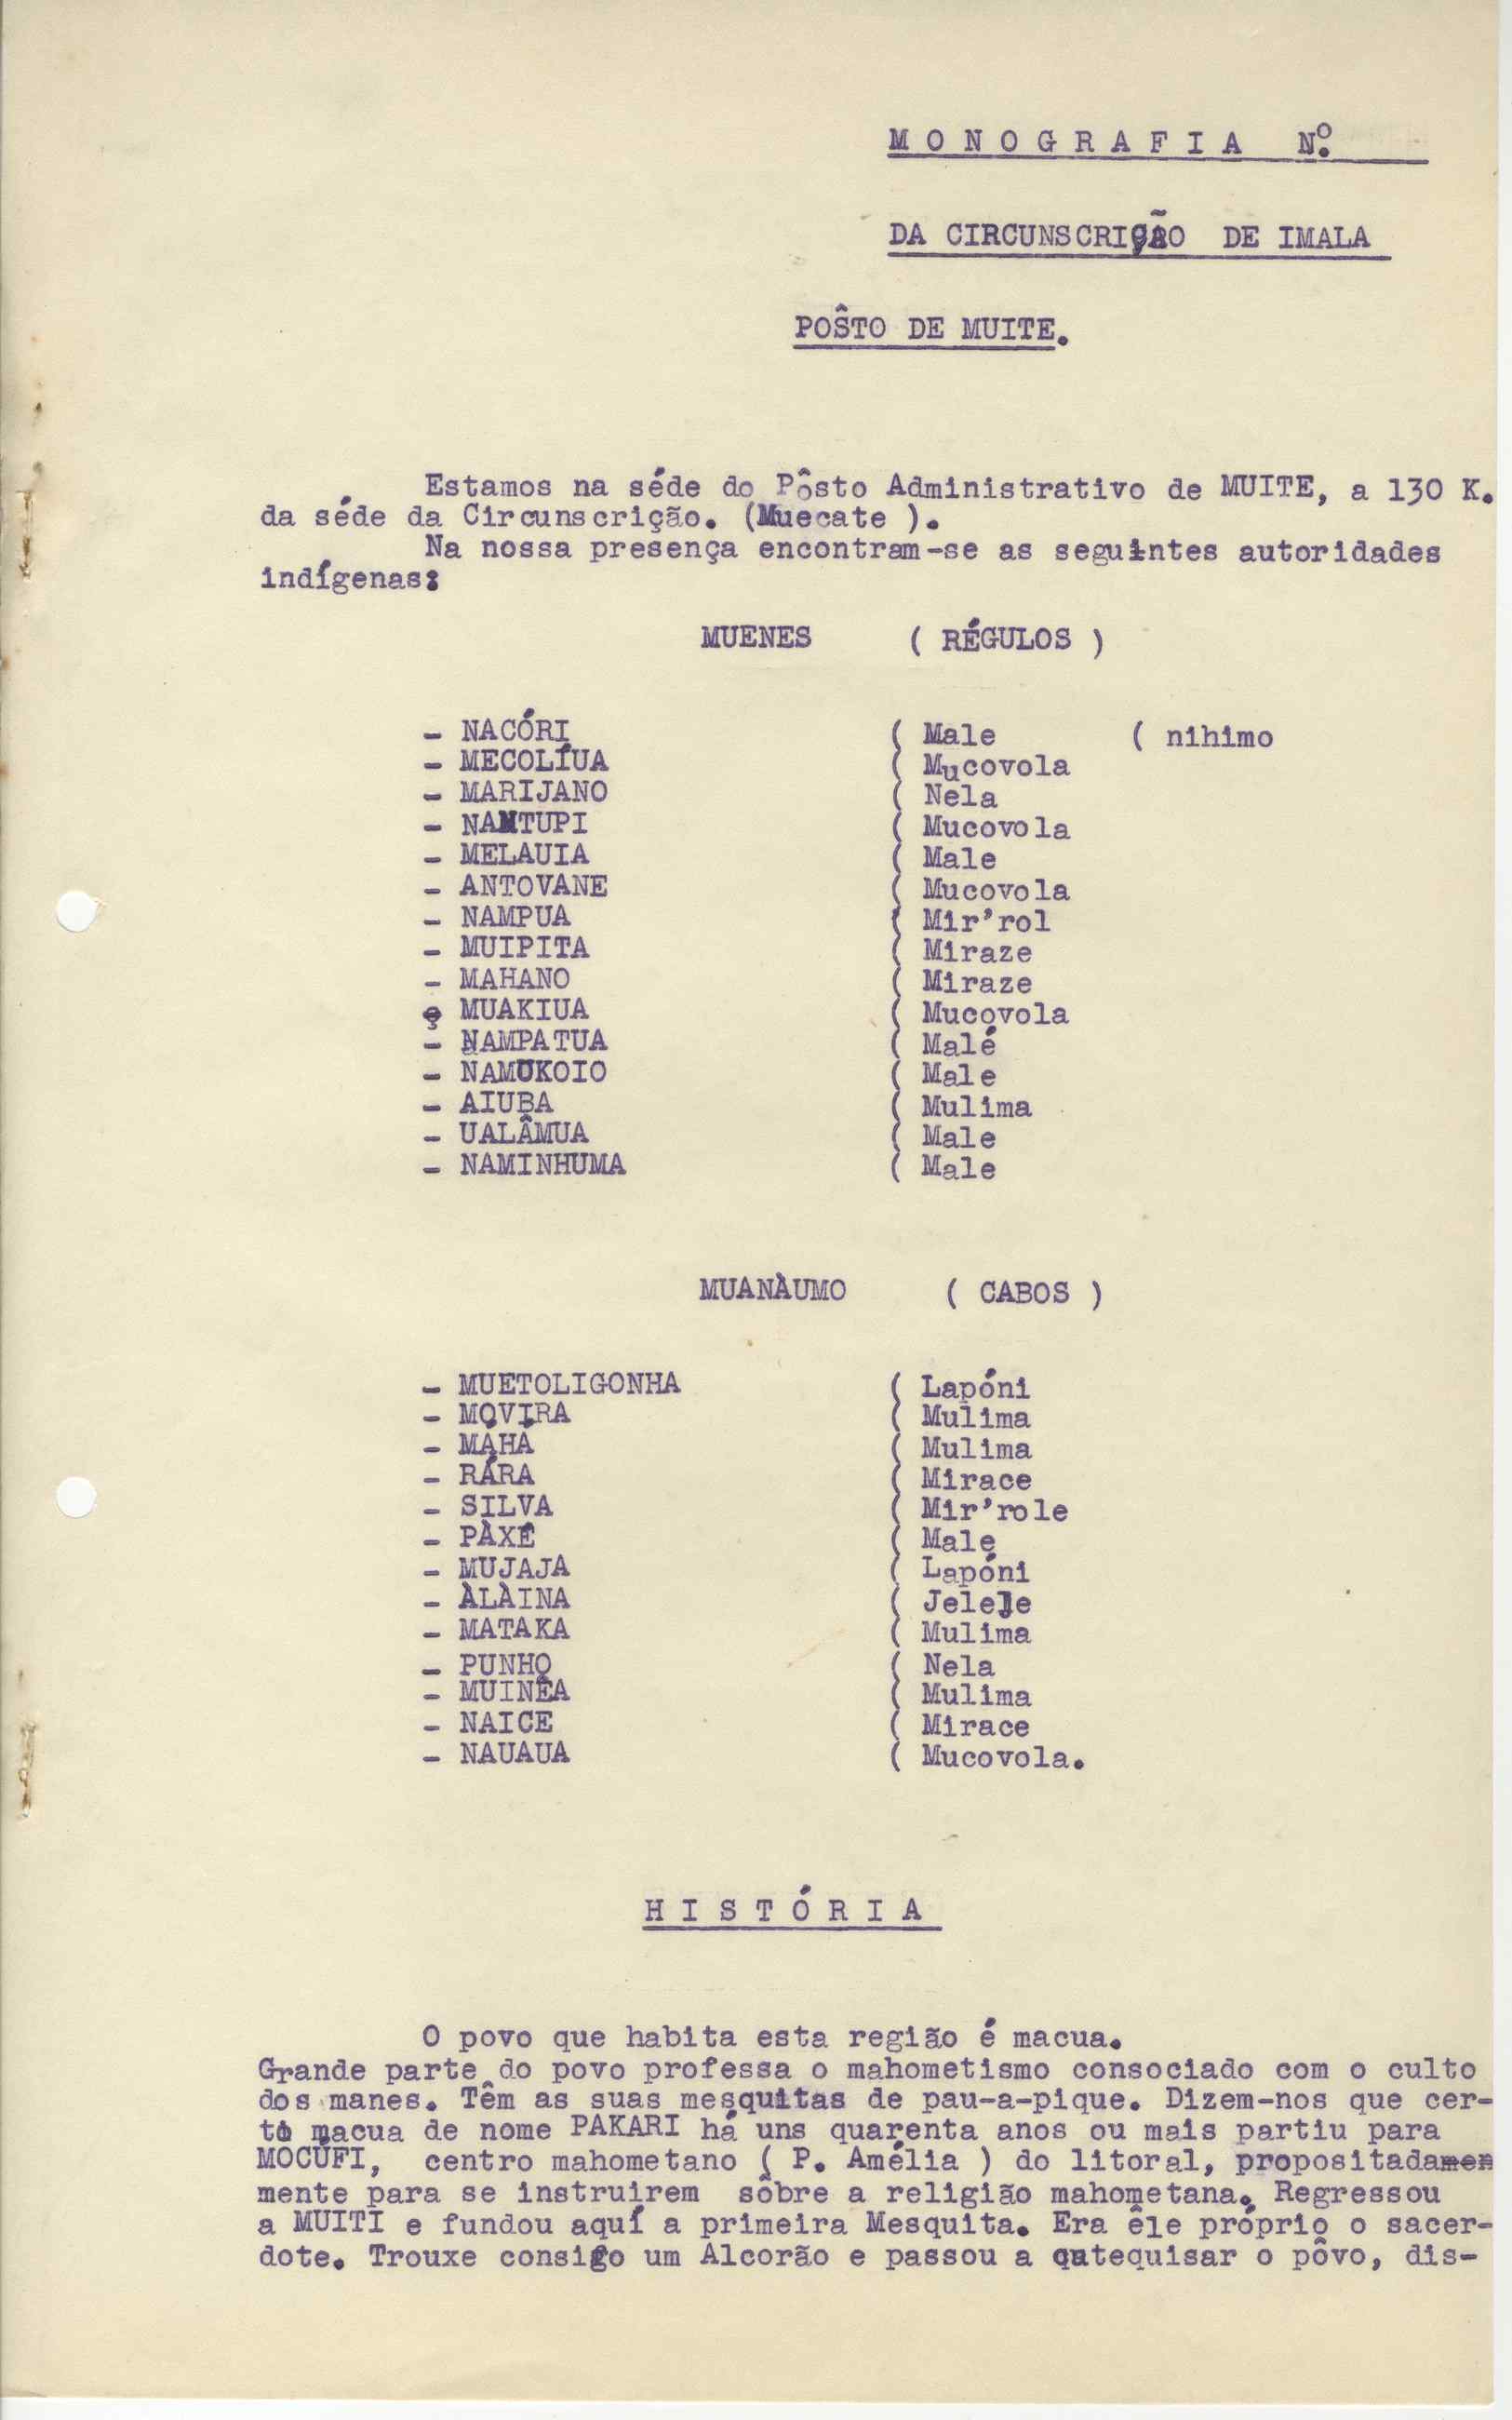 MONOGRAFIA Nº.
DA CIRCUNSCRIÇÃO DE IMALA
POSTO DE MUITE.
Estamos na séde do Pôsto Administrativo de MUITE, a 130 K.
da séde da Circunscrição. (Muecate ).
Na nossa presença encontram-se as seguintes autoridades
indígenas:
MUENES ( RÉGULOS )
- NACÓRI ( Male ( nihimo
- MECOLÍUA ( Mucovola
- MARIJANO ( Nela
- NAMTUPI ( Mucovola
- MELAUIA ( Male
- ANTOVANE ( Mucovola
- NAMPUA ( Mir'rol
- MUIPITA ( Miraze
- MAHANO ( Miraze
- MUAKIUA ( Mucovola
- NAMPATUA ( Malé
- NAMUKOIO ( Male
- AIUBA ( Mulima
- UALÂMUA ( Male
- NAMINHUMA ( Male
MUANÀUMO ( CABOS )
- MUETOLIGONHA ( Lapóni
- MOVIRA ( Mulima
- MÀHÁ ( Mulima
- RÁRA ( Mirace
- SILVA ( Mir'role
- PÀXÉ ( Male
- MUJAJA ( Lapóni
- ÀLÀINA ( Jeleje
- MATAKA ( Mulima
- PUNHO ( Nela
- MUINÊA ( Mulima
- NAICE ( Mirace
- NAUAUA ( Mucovola.
HISTÓRIA
O povo que habita esta região é macua.
Grande parte do povo professa o mahometismo consociado com o culto
dos manes. Têm as suas mesquitas de pau-a-pique. Dizem-nos que cer-
to macua de nome PAKARI há uns quarenta anos ou mais partiu para
MOCÚFI, centro mahometano ( P. Amélia ) do litoral, propositadamen
mente para se instruirem sôbre a religião mahometana. Regressou
a MUITI e fundou aquí a primeira Mesquita. Era êle próprio o sacer-
dote. Trouxe consigo um Alcorão e passou a catequisar o pôvo, dis-